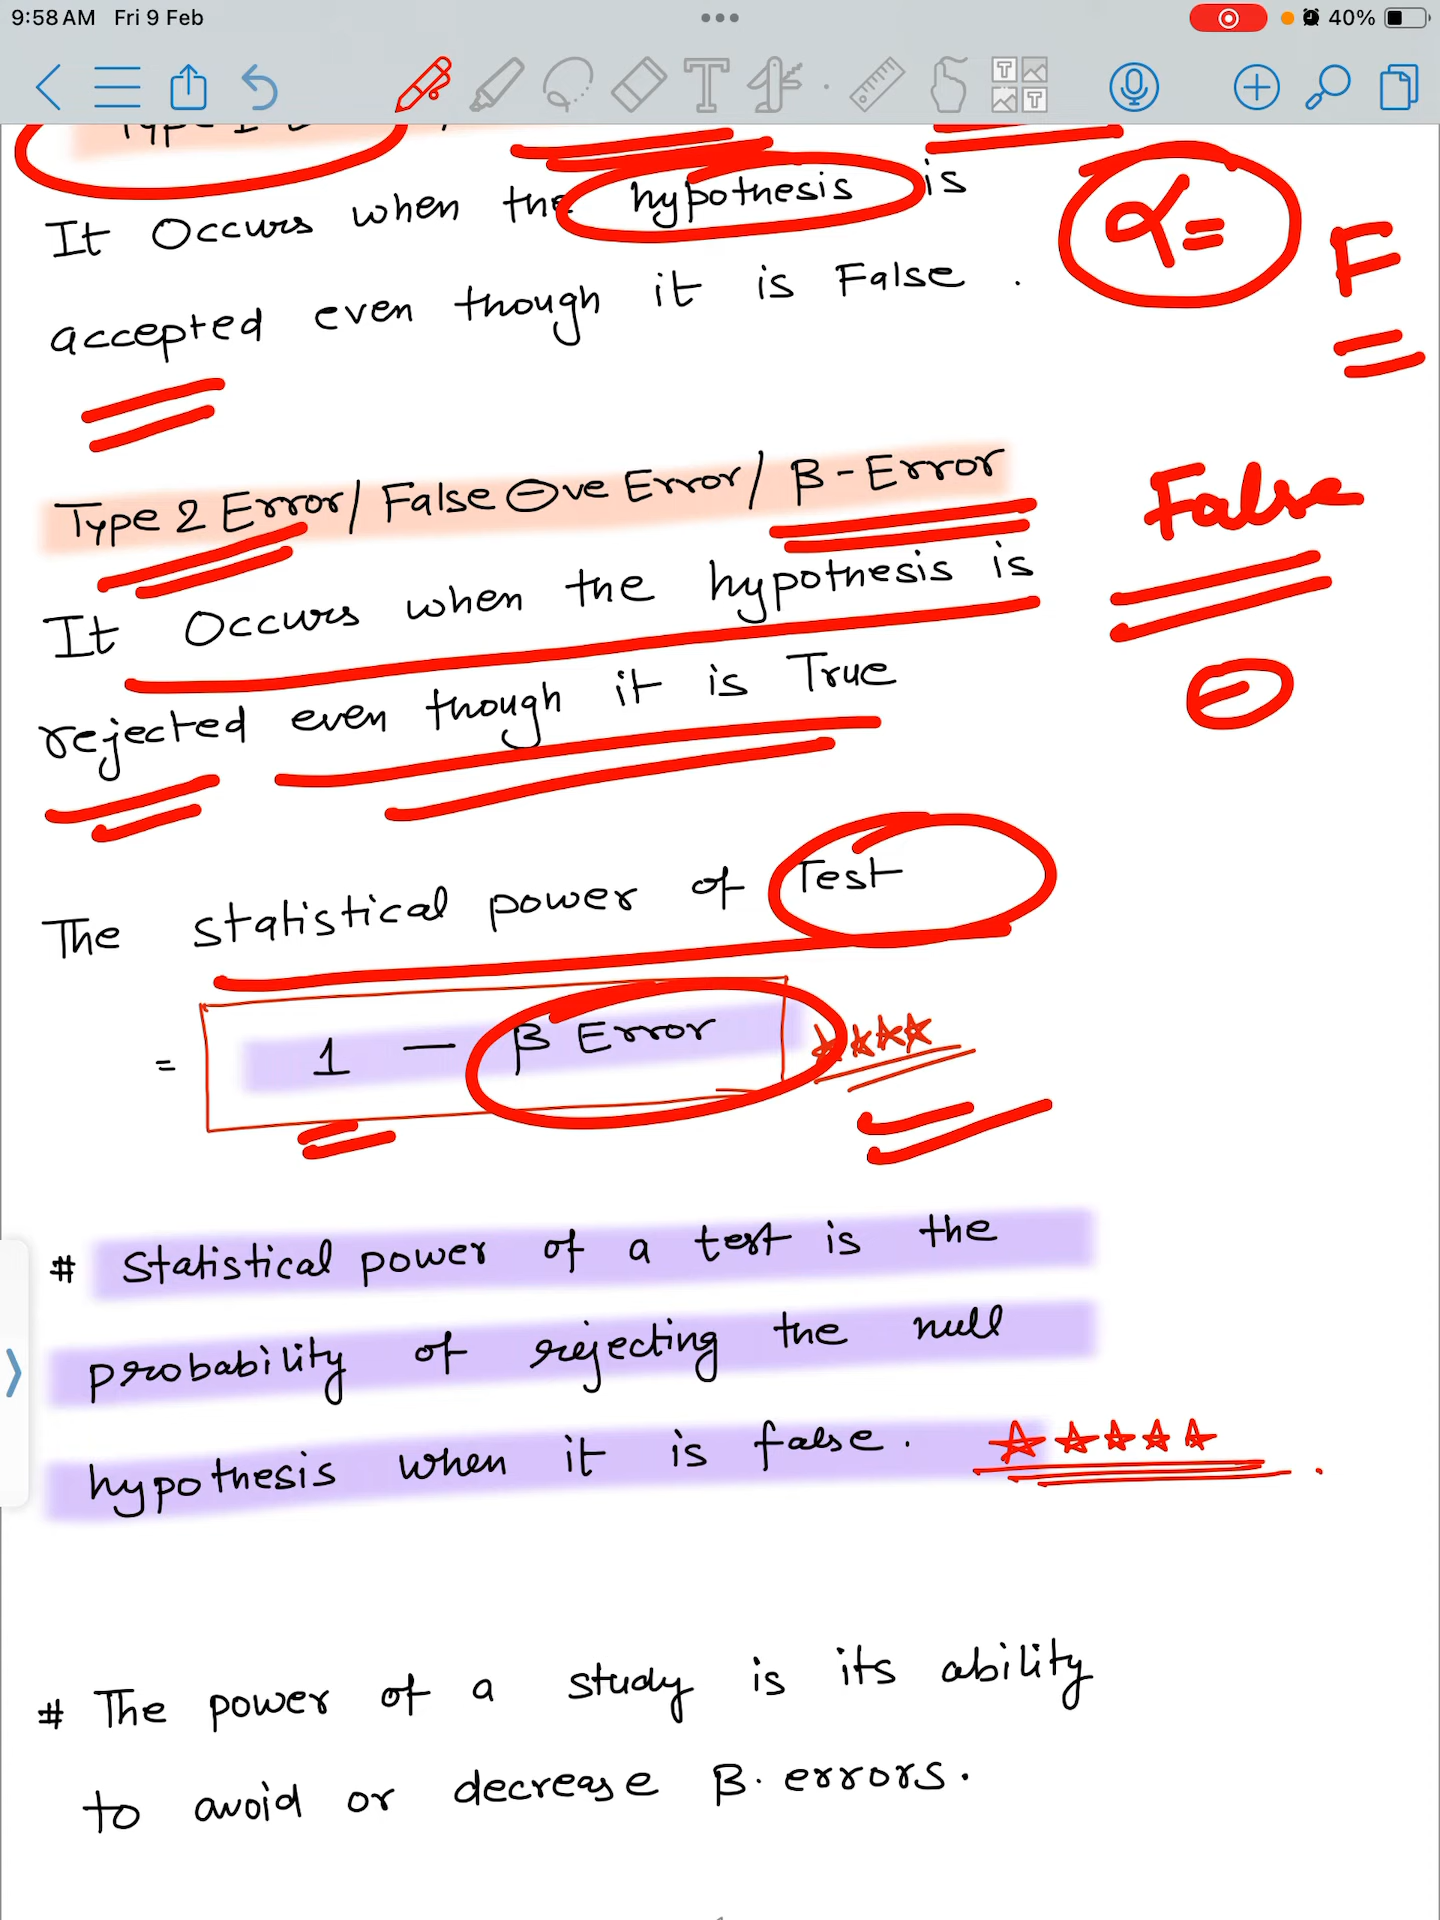 9:58 AM Fri 9 Feb
40%
Type 1 E
It Occurs when the hypothesis is
α=
F
accepted even though it is False .
Type 2 Error / False ⊖ve Error / β - Error
False
It Occurs when the hypothesis is
rejected even though it is True
⊖
The statistical power of Test
= 1 — β Error
# Statistical power of a test is the
probability of rejecting the null
hypothesis when it is false .
# The power of a study is its ability
to avoid or decrease β. errors.